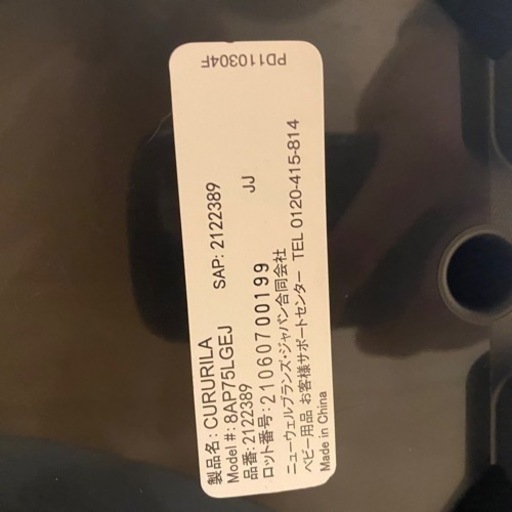 製品名: CURURILA
Model #: 8AP75LGEJ SAP: 2122389
品番: 2122389 JJ
ロット番号: 21060700199
ニューウェルブランズ・ジャパン合同会社
ベビー用品 お客様サポートセンター TEL 0120-415-814
Made in China
PD110304F